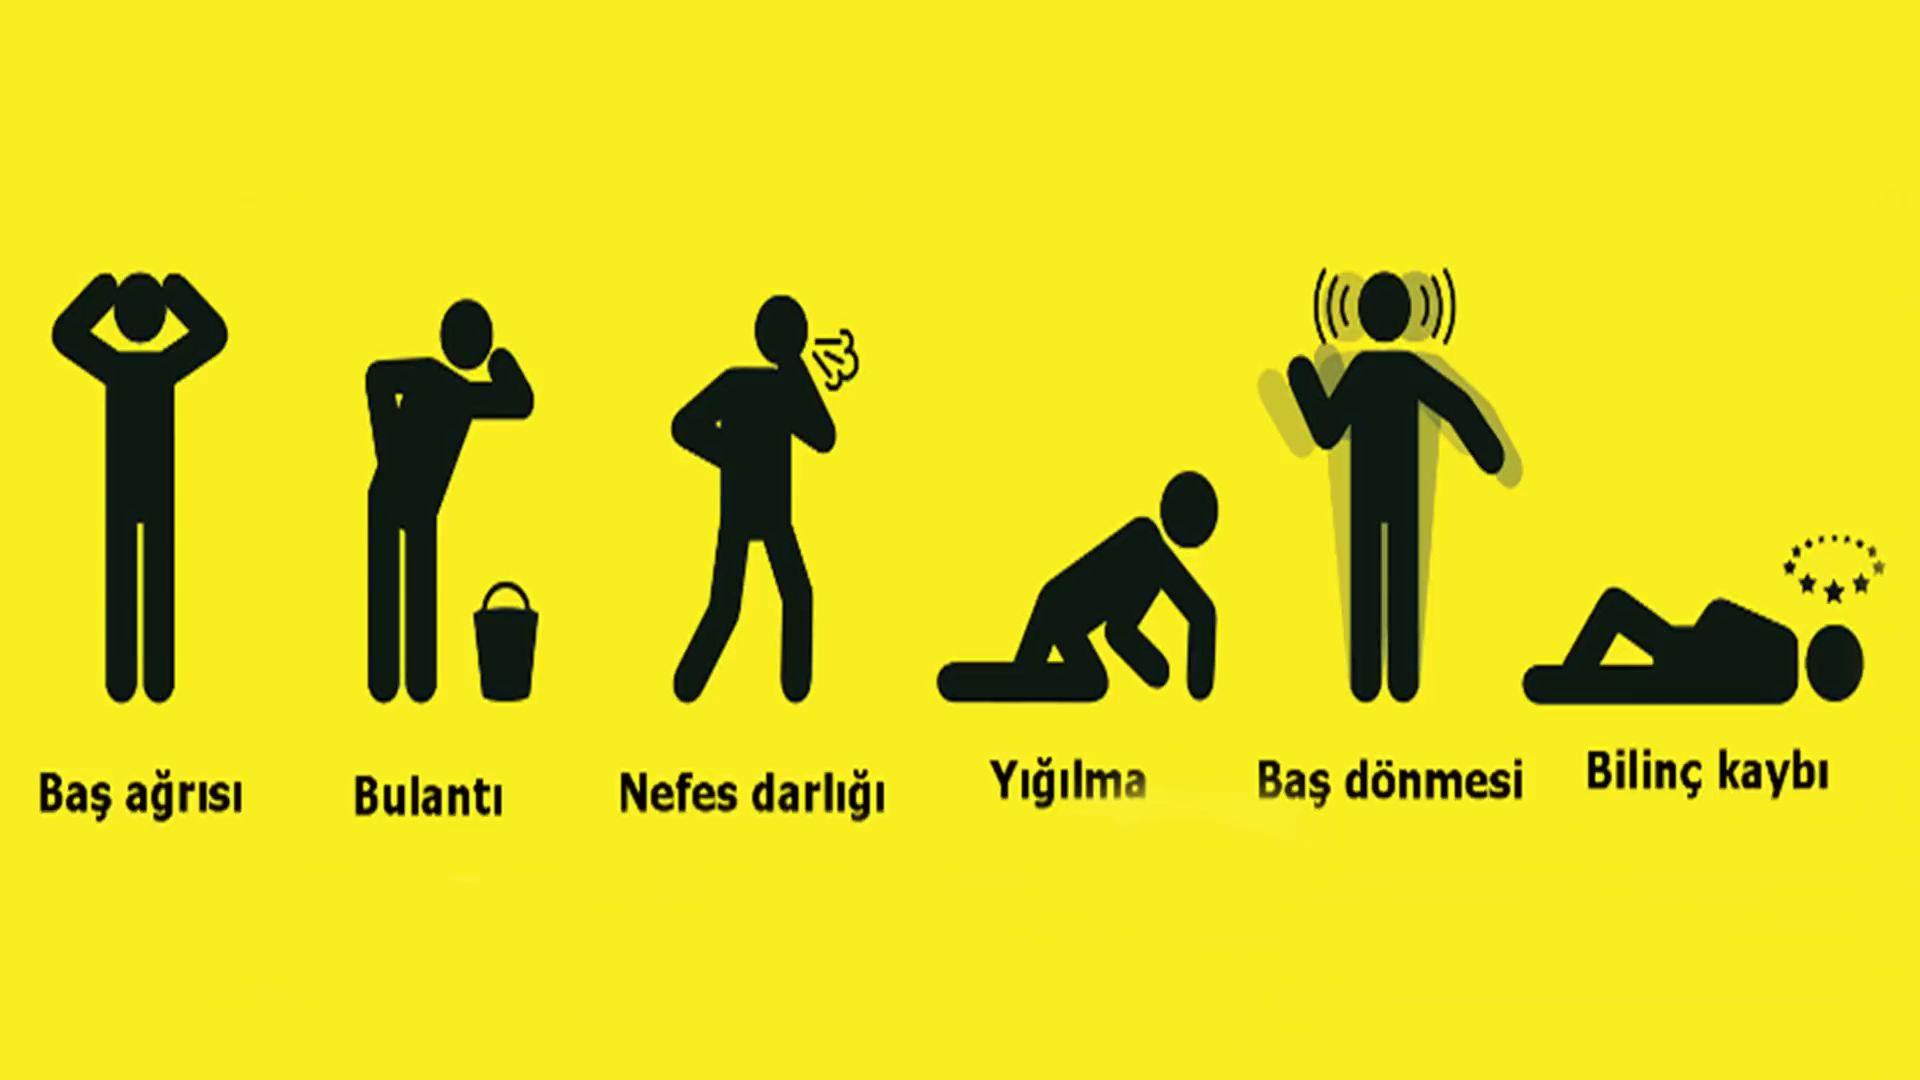 Baş ağrısı
Bulantı
Nefes darlığı
Yığılma
Baş dönmesi
Bilinç kaybı